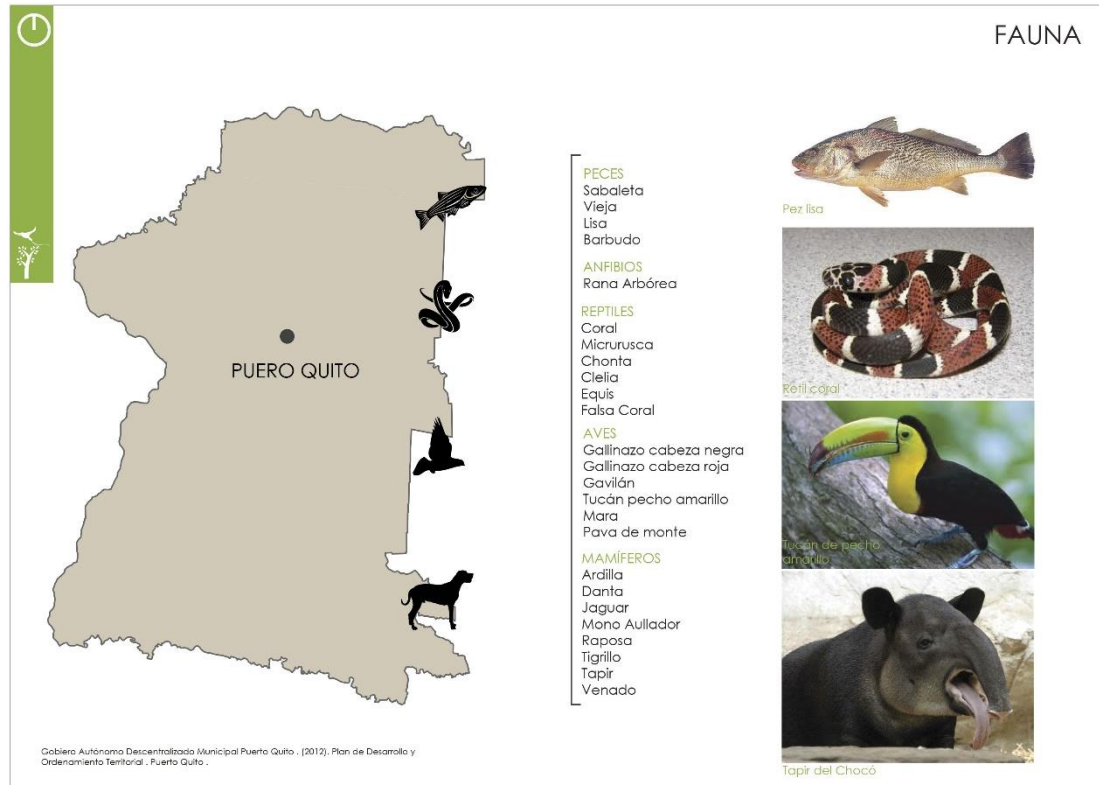 FAUNA
PUERO QUITO
PECES
Sabaleta
Vieja
Lisa
Barbudo
ANFIBIOS
Rana Arbórea
REPTILES
Coral
Micrurusca
Chonta
Clelia
Equis
Falsa Coral
AVES
Gallinazo cabeza negra
Gallinazo cabeza roja
Gavilán
Tucán pecho amarillo
Mara
Pava de monte
MAMÍFEROS
Ardilla
Danta
Jaguar
Mono Aullador
Raposa
Tigrillo
Tapir
Venado
Pez lisa
Retil coral
Tucán de pecho
amarillo
Tapir del Chocó
Gobiero Autónomo Descentralizado Municipal Puerto Quito . (2012). Plan de Desarrollo y
Ordenamiento Territorial . Puerto Quito .